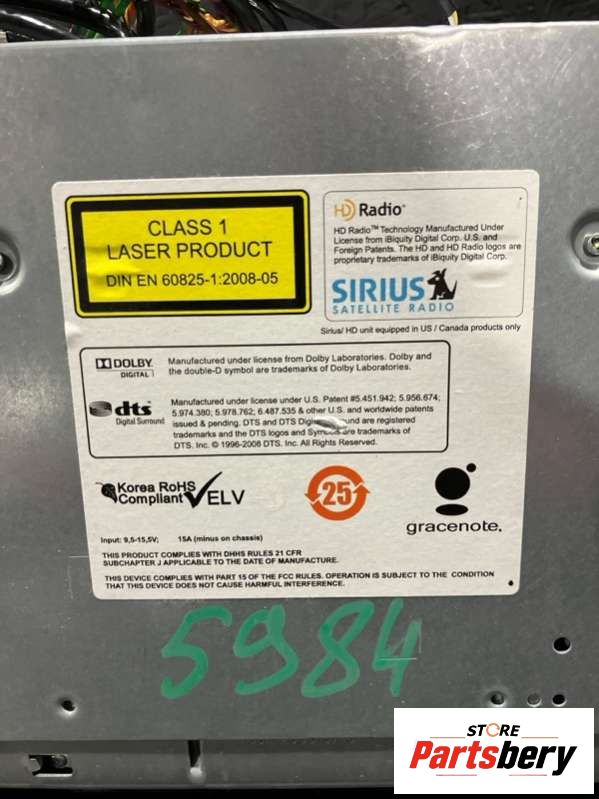 CLASS 1
LASER PRODUCT
DIN EN 60825-1:2008-05
HD Radio™
HD Radio™ Technology Manufactured Under
License from iBiquity Digital Corp. U.S. and
Foreign Patents. The HD and HD Radio logos are
proprietary trademarks of iBiquity Digital Corp.
SIRIUS
SATELLITE RADIO
Sirius/ HD unit equipped in US / Canada products only
DOLBY
DIGITAL
Manufactured under license from Dolby Laboratories. Dolby and
the double-D symbol are trademarks of Dolby Laboratories.
dts
Digital Surround
Manufactured under license under U.S. Patent #5.451.942; 5.956.674;
5.974.380; 5.978.762; 6.487.535 & other U.S. and worldwide patents
issued & pending. DTS and DTS are registered
trademarks and the DTS logos and are trademarks of
DTS, Inc. © 1996-2008 DTS, Inc. All Rights Reserved.
Korea RoHS
Compliant
ELV
25
gracenote.
Input: 9,5-15,5V; 15A (minus on chassis)
THIS PRODUCT COMPLIES WITH DHHS RULES 21 CFR
SUBCHAPTER J APPLICABLE TO THE DATE OF MANUFACTURE.
THIS DEVICE COMPLIES WITH PART 15 OF THE FCC RULES. OPERATION IS SUBJECT TO THE CONDITION
THAT THIS DEVICE DOES NOT CAUSE HARMFUL INTERFERENCE.
5984
STORE
Partsbery